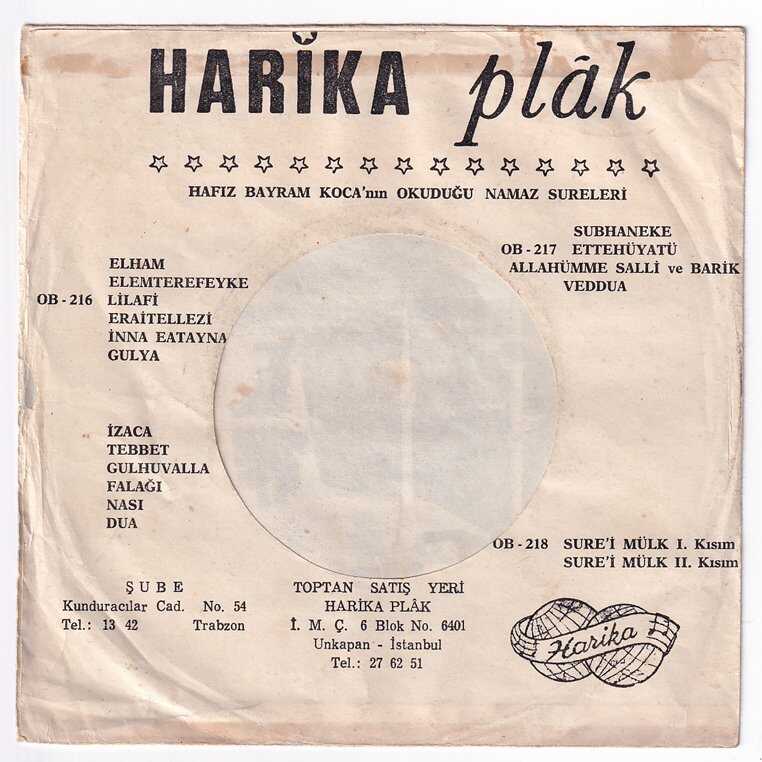 HARİKA plâk
HAFIZ BAYRAM KOCA'nın OKUDUĞU NAMAZ SURELERİ
ELHAM
ELEMTEREFEYKE
OB - 216 LİLAFİ
ERAİTELLEZİ
İNNA EATAYNA
GULYA
İZACA
TEBBET
GULHUVALLA
FALAĞI
NASI
DUA
SUBHANEKE
OB - 217 ETTEHÜYATÜ
ALLAHÜMME SALLİ ve BARİK
VEDDUA
OB - 218 SURE'İ MÜLK I. Kısım
SURE'İ MÜLK II. Kısım
ŞUBE
Kunduracılar Cad. No. 54
Tel.: 13 42 Trabzon
TOPTAN SATIŞ YERİ
HARİKA PLÂK
İ. M. Ç. 6 Blok No. 6401
Unkapan - İstanbul
Tel.: 27 62 51
Harika